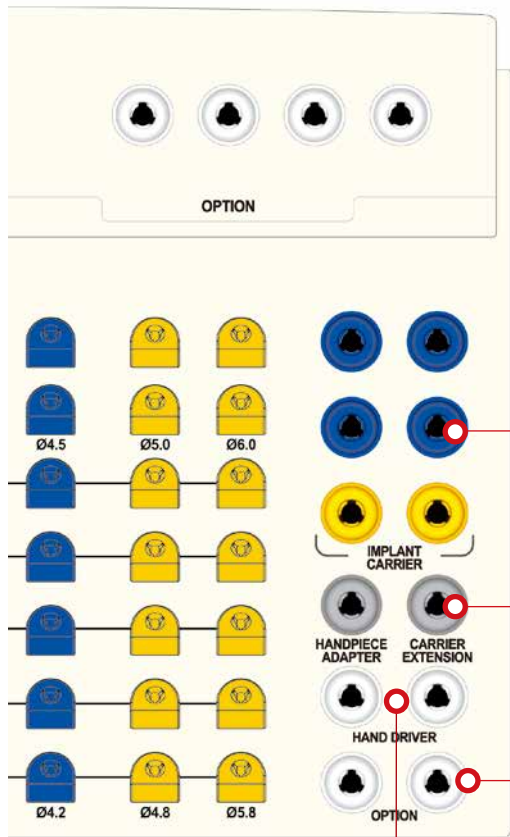 OPTION
Ø4.5 Ø5.0 Ø6.0
IMPLANT
CARRIER
HANDPIECE
ADAPTER
CARRIER
EXTENSION
HAND DRIVER
OPTION
Ø4.2 Ø4.8 Ø5.8